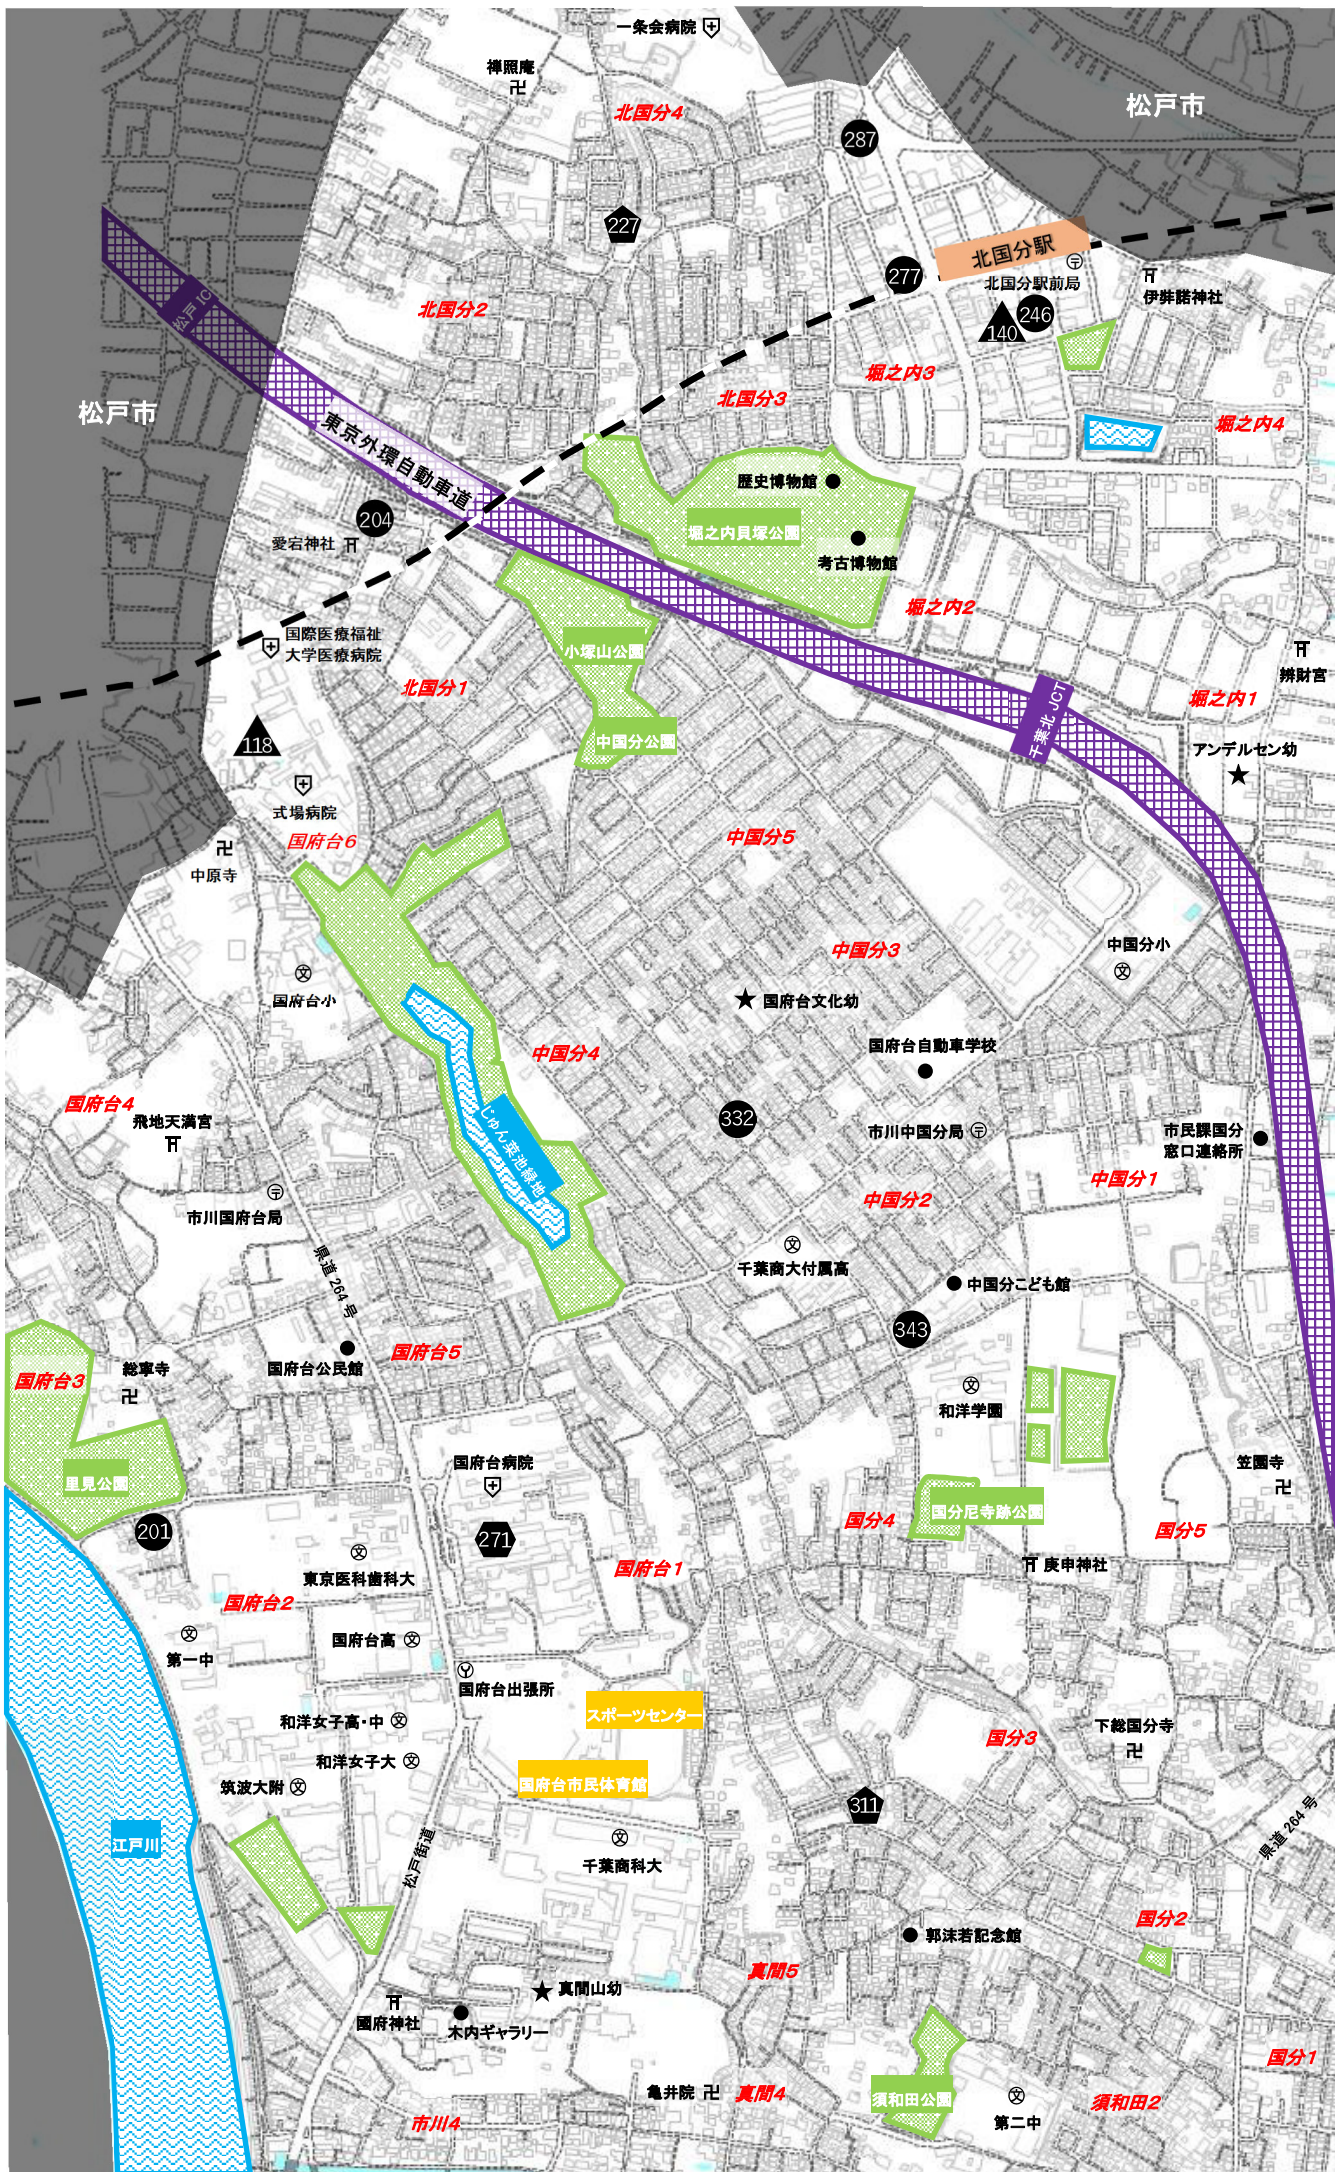 一条会病院
禅照庵
松戸市
北国分4
287
227
北国分駅
277
北国分駅前局
伊弉諾神社
246
140
北国分2
松戸IC
堀之内3
北国分3
松戸市
堀之内4
東京外環自動車道
歴史博物館
204
堀之内貝塚公園
愛宕神社
考古博物館
堀之内2
国際医療福祉
大学医療病院
小塚山公園
辨財宮
北国分1
堀之内1
千葉北JCT
118
中国分公園
アンデルセン幼
式場病院
国府台6
中国分5
中原寺
中国分3
中国分小
国府台小
国府台文化幼
国府台自動車学校
中国分4
国府台4
飛地天満宮
332
市川中国分局
市民課国分
窓口連絡所
じゅん菜池緑地
中国分1
中国分2
市川国府台局
県道264号
千葉商大付属高
中国分こども館
343
国府台5
国府台公民館
総寧寺
国府台3
和洋学園
国府台病院
笠圓寺
里見公園
国分尼寺跡公園
国分4
201
271
国分5
国府台1
庚申神社
東京医科歯科大
国府台2
国府台高
第一中
国府台出張所
スポーツセンター
和洋女子高・中
国分3
下総国分寺
和洋女子大
筑波大附
国府台市民体育館
311
県道264号
江戸川
松戸街道
千葉商科大
国分2
郭沫若記念館
真間5
真間山幼
國府神社
木内ギャラリー
国分1
亀井院
真間4
須和田公園
須和田2
第二中
市川4